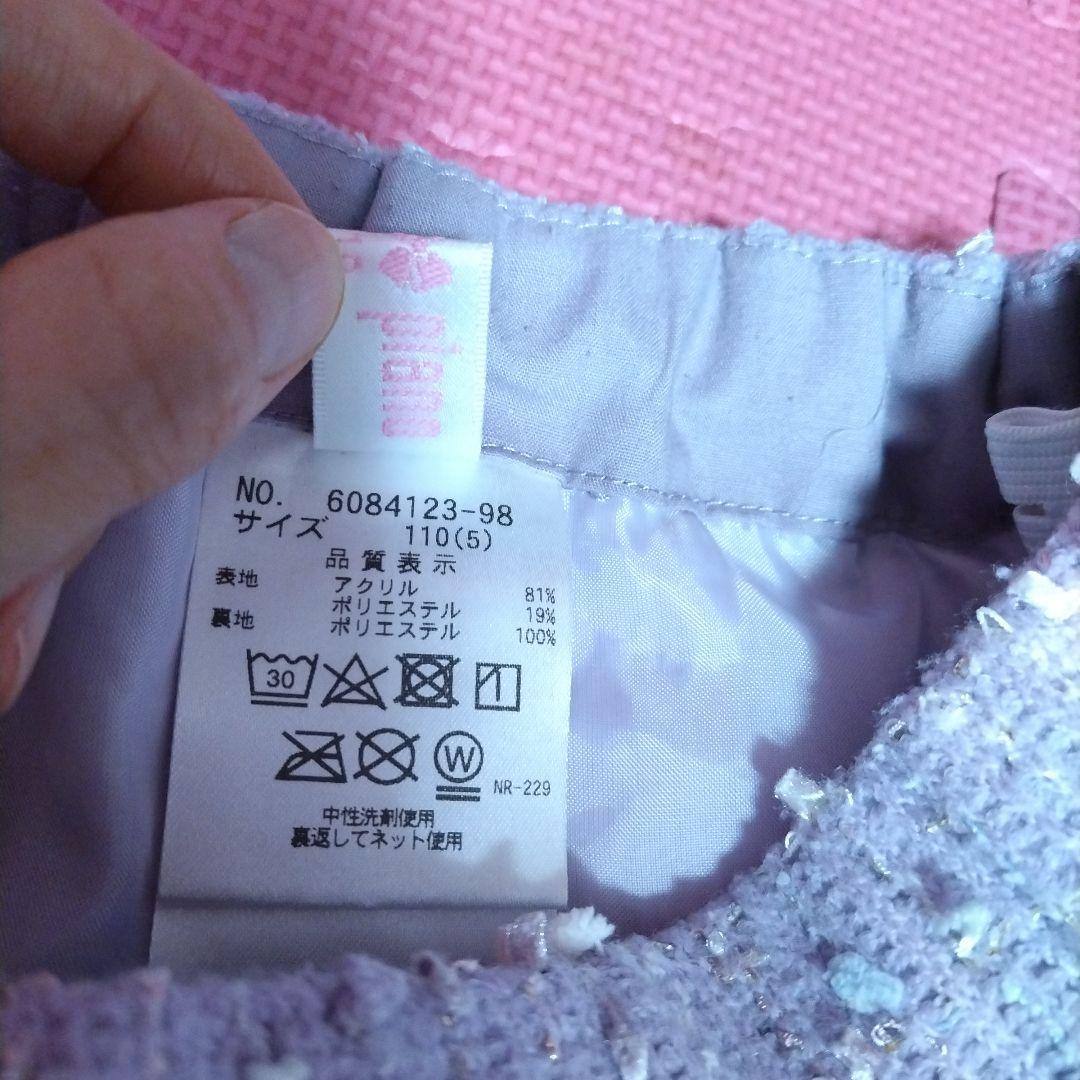 piamu
NO. 6084123-98
サイズ 110(5)
品質表示
表地 アクリル 81%
ポリエステル 19%
裏地 ポリエステル 100%
30
W
NR-229
中性洗剤使用
裏返してネット使用